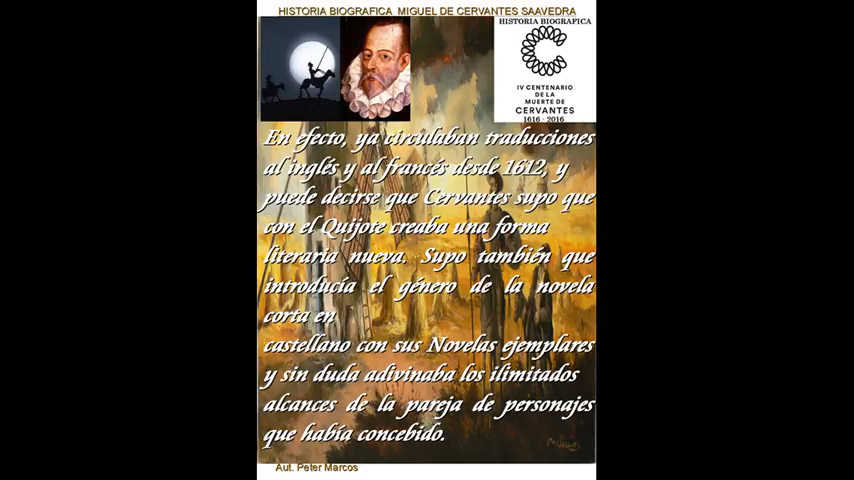 HISTORIA BIOGRAFICA MIGUEL DE CERVANTES SAAVEDRA
HISTORIA BIOGRAFICA
IV CENTENARIO
DE LA
MUERTE DE
CERVANTES
1616 - 2016
En efecto, ya circulaban traducciones
al inglés y al francés desde 1612, y
puede decirse que Cervantes supo que
con el Quijote creaba una forma
literaria nueva. Supo también que
introducía el género de la novela
corta en
castellano con sus Novelas ejemplares
y sin duda adivinaba los ilimitados
alcances de la pareja de personajes
que había concebido.
Aut. Peter Marcos